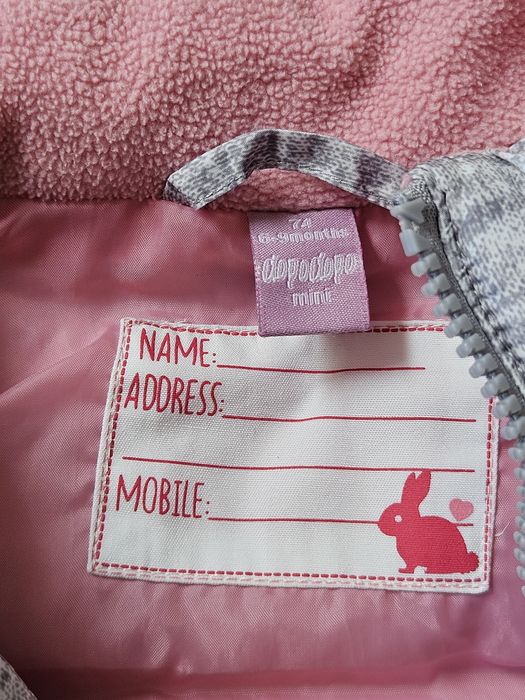 74
6-9months
dopodopo
mini
NAME:
ADDRESS:
MOBILE: